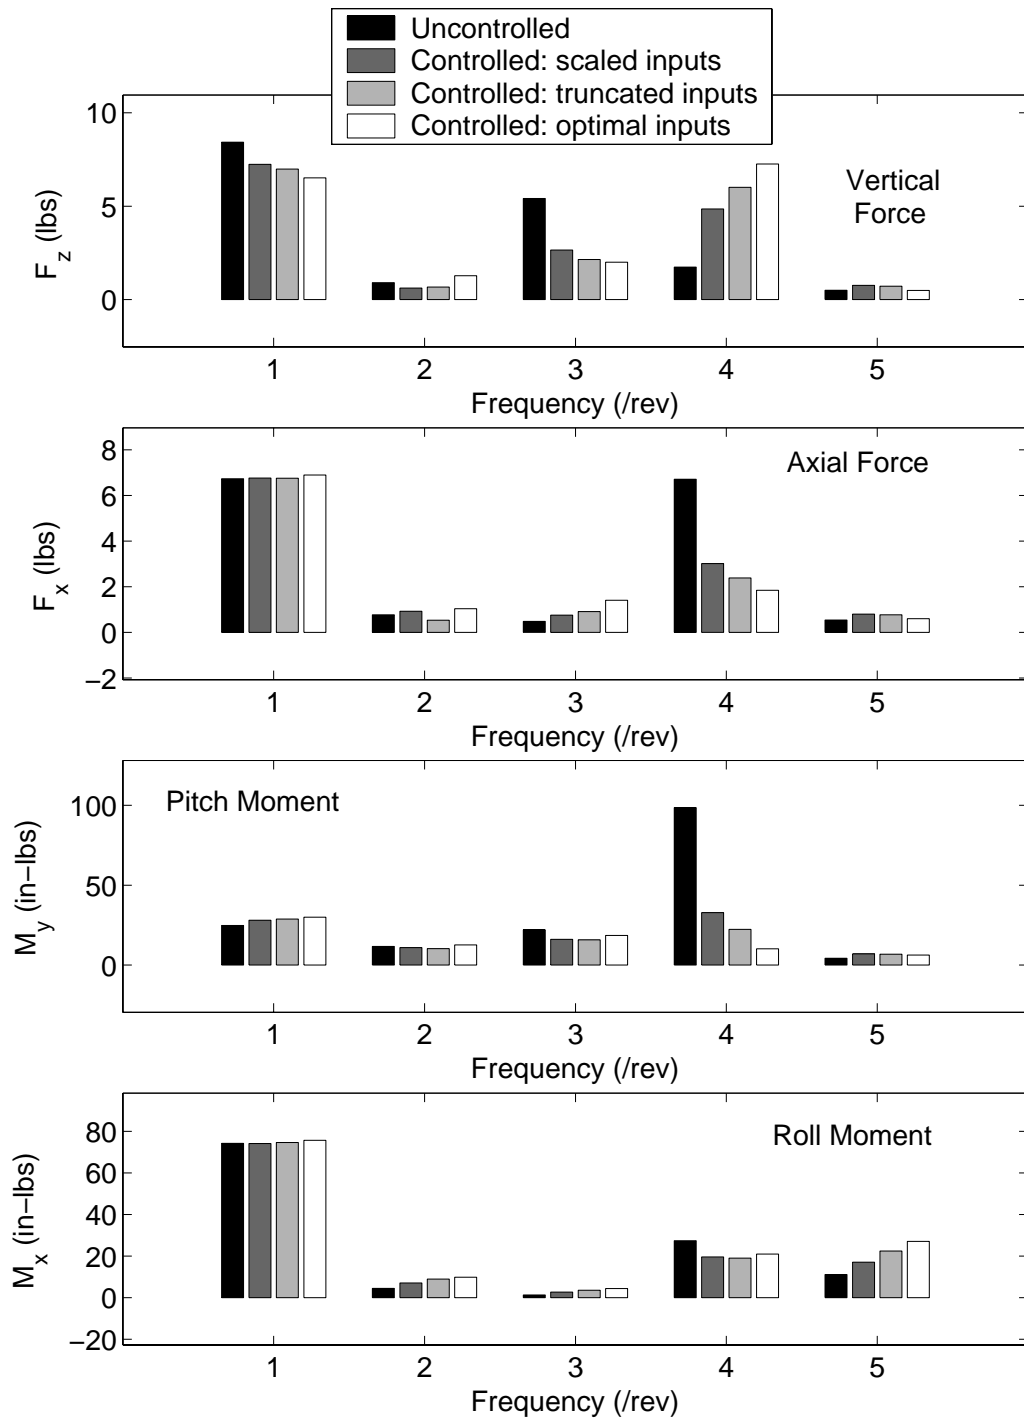 Uncontrolled
Controlled: scaled inputs
Controlled: truncated inputs
Controlled: optimal inputs
10
5
0
F_z (lbs)
Vertical
Force
1 2 3 4 5
Frequency (/rev)
8
6
4
2
0
−2
F_x (lbs)
Axial Force
1 2 3 4 5
Frequency (/rev)
100
50
0
M_y (in−lbs)
Pitch Moment
1 2 3 4 5
Frequency (/rev)
80
60
40
20
0
−20
M_x (in−lbs)
Roll Moment
1 2 3 4 5
Frequency (/rev)